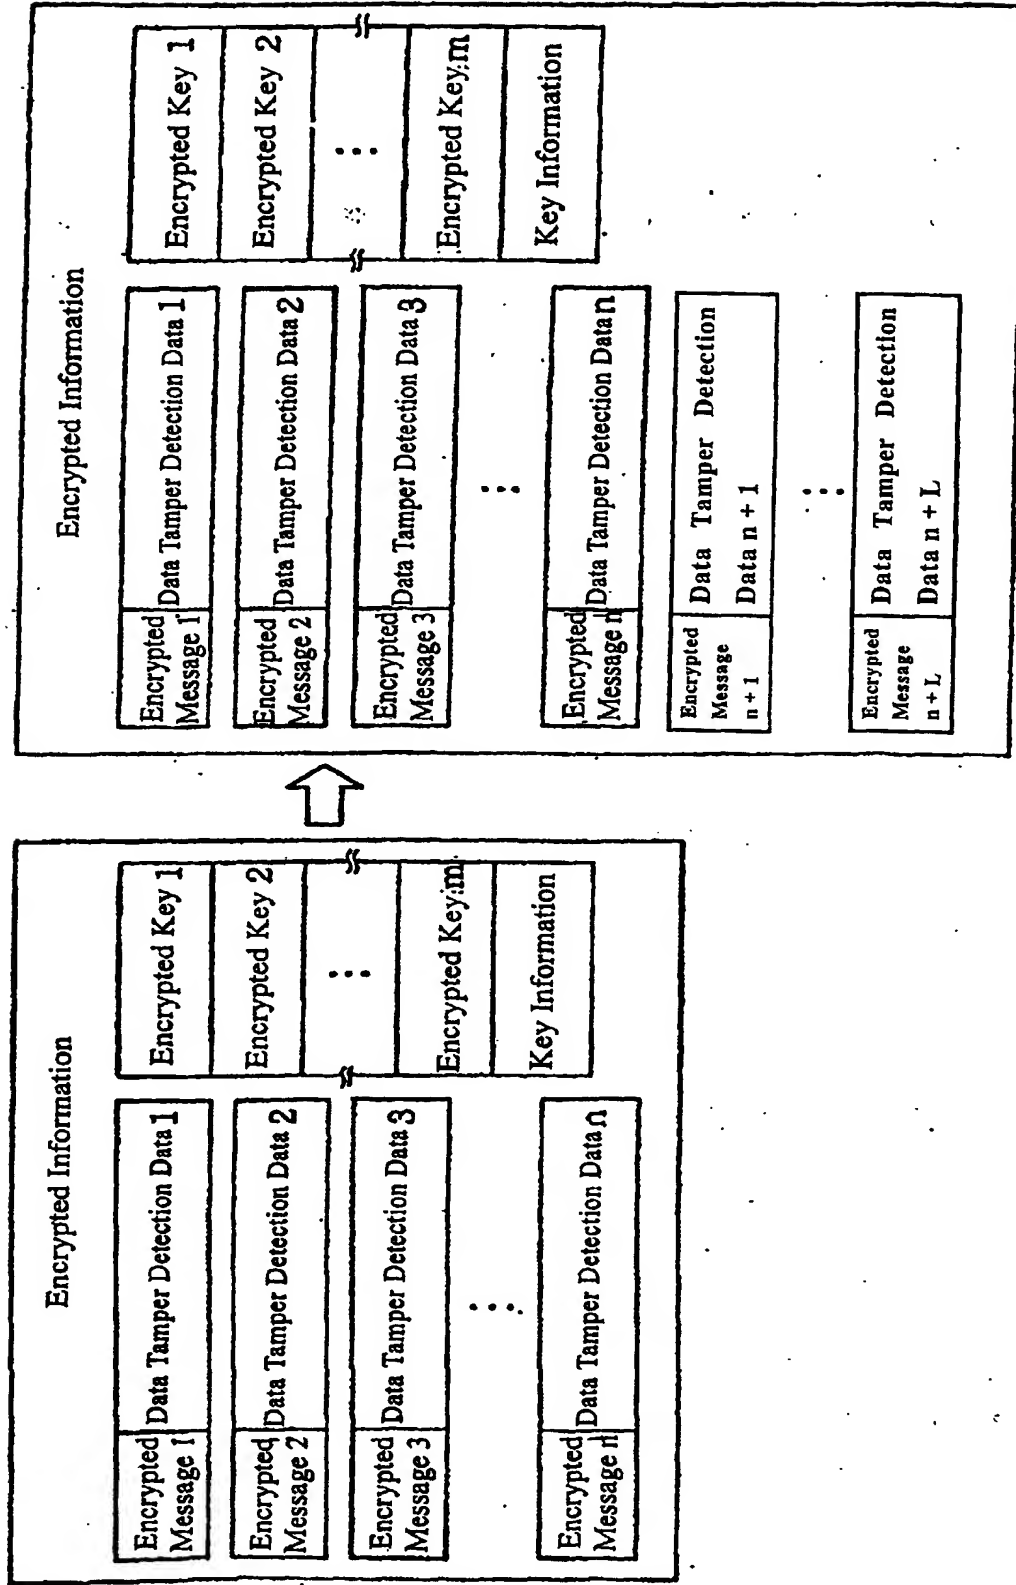 Encrypted Information
Encrypted
Message 1
Data Tamper Detection Data 1
Encrypted
Message 2
Data Tamper Detection Data 2
Encrypted
Message 3
Data Tamper Detection Data 3
⋮
Encrypted
Message n
Data Tamper Detection Data n
Encrypted Key 1
Encrypted Key 2
⋮
Encrypted Key m
Key Information
Encrypted Information
Encrypted
Message 1
Data Tamper Detection Data 1
Encrypted
Message 2
Data Tamper Detection Data 2
Encrypted
Message 3
Data Tamper Detection Data 3
⋮
Encrypted
Message n
Data Tamper Detection Data n
Encrypted
Message
n + 1
Data Tamper Detection
Data n + 1
⋮
Encrypted
Message
n + L
Data Tamper Detection
Data n + L
Encrypted Key 1
Encrypted Key 2
⋮
Encrypted Key m
Key Information